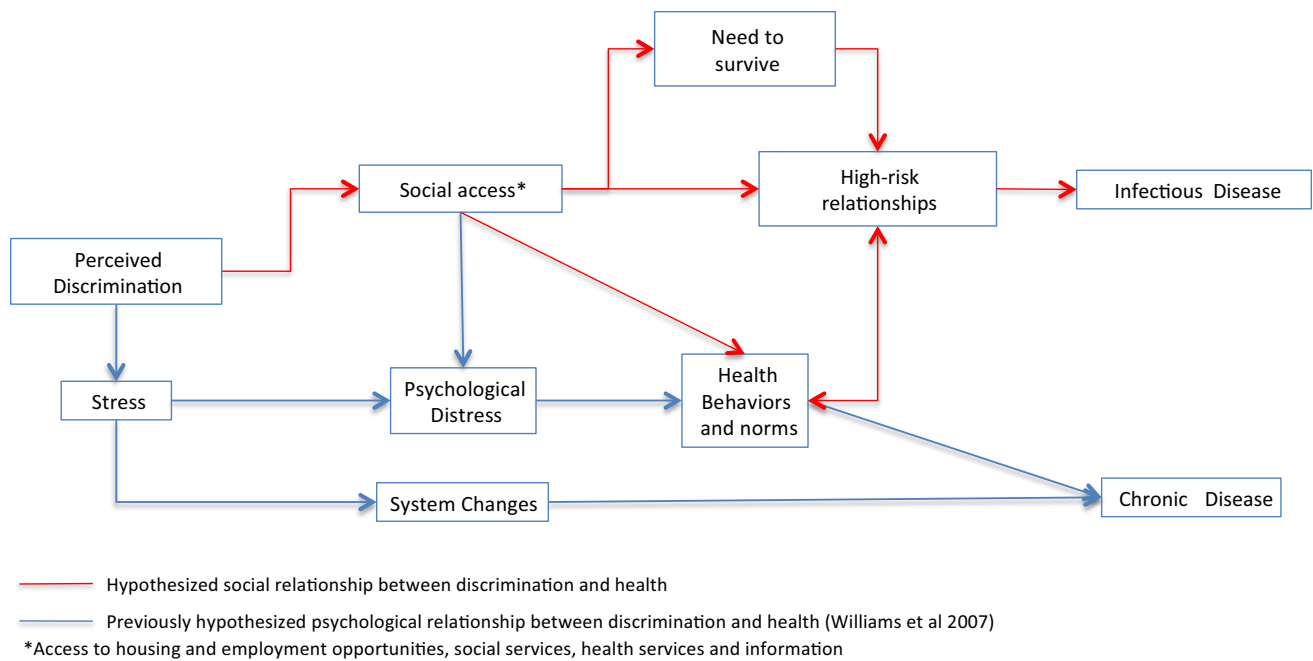 Need to
survive
Social access*
High-risk
relationships
Infectious Disease
Perceived
Discrimination
Stress
Psychological
Distress
Health
Behaviors
and norms
System Changes
Chronic Disease
Hypothesized social relationship between discrimination and health
Previously hypothesized psychological relationship between discrimination and health (Williams et al 2007)
*Access to housing and employment opportunities, social services, health services and information